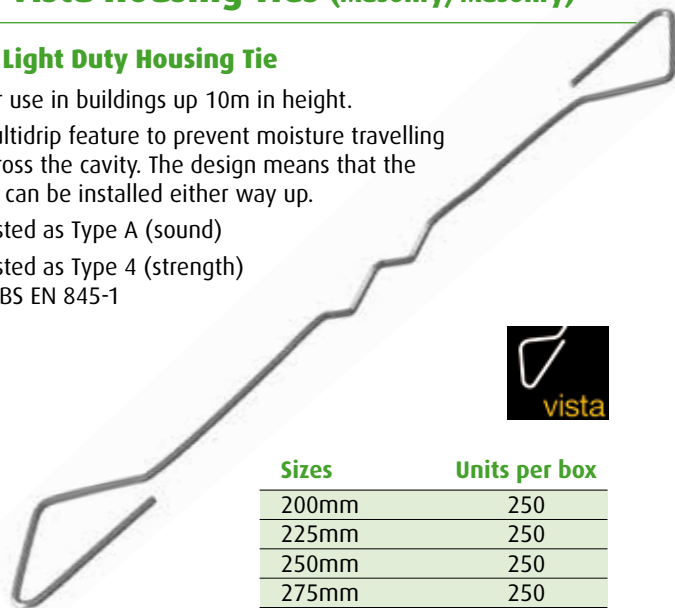 Vista Housing Ties (Masonry/Masonry)
Light Duty Housing Tie
r use in buildings up 10m in height.
ultidrip feature to prevent moisture travelling
ross the cavity. The design means that the
can be installed either way up.
sted as Type A (sound)
sted as Type 4 (strength)
BS EN 845-1
vista
Sizes Units per box
200mm 250
225mm 250
250mm 250
275mm 250